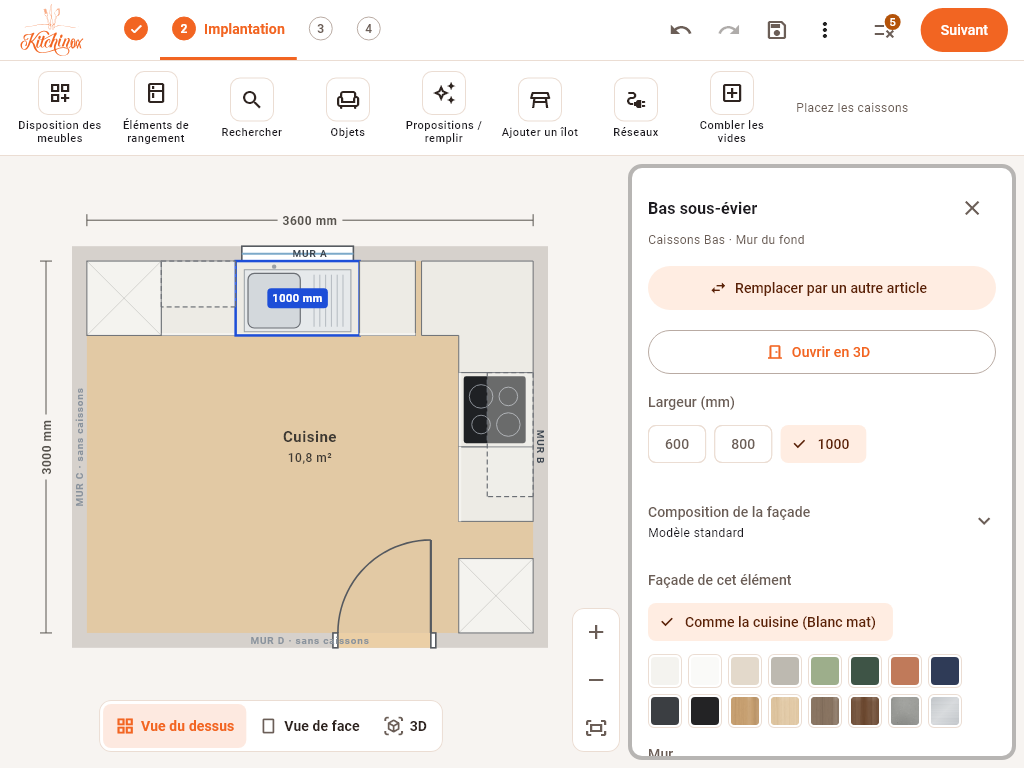 Kitchinox
2 Implantation
3
4
5
Suivant
Disposition des
meubles
Éléments de
rangement
Rechercher
Objets
Propositions /
remplir
Ajouter un îlot
Réseaux
Combler les
vides
Placez les caissons
3600 mm
MUR A
1000 mm
3000 mm
MUR C · sans caissons
Cuisine
10,8 m²
MUR B
MUR D · sans caissons
Vue du dessus
Vue de face
3D
Bas sous-évier
Caissons Bas · Mur du fond
Remplacer par un autre article
Ouvrir en 3D
Largeur (mm)
600
800
1000
Composition de la façade
Modèle standard
Façade de cet élément
Comme la cuisine (Blanc mat)
Mur